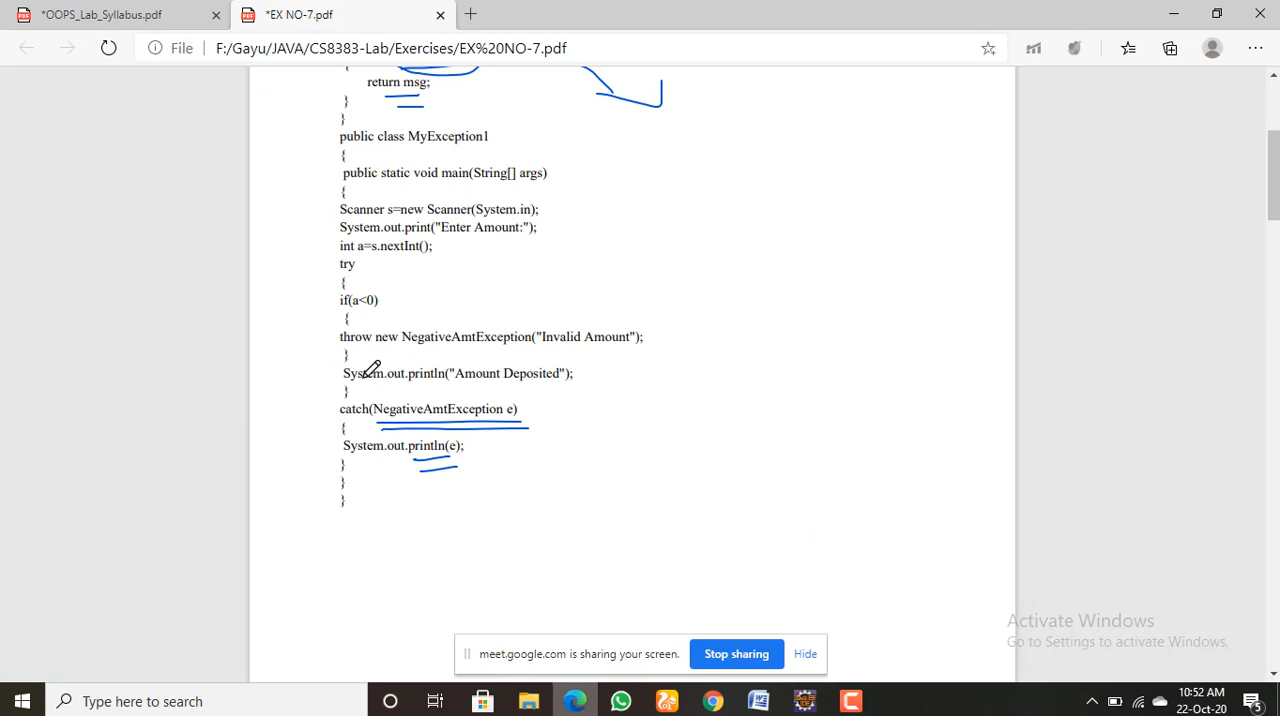 *OOPS_Lab_Syllabus.pdf
*EX NO-7.pdf
File
F:/Gayu/JAVA/CS8383-Lab/Exercises/EX%20NO-7.pdf
{
return msg;
}
}
public class MyException1
{
public static void main(String[] args)
{
Scanner s=new Scanner(System.in);
System.out.print("Enter Amount:");
int a=s.nextInt();
try
{
if(a<0)
{
throw new NegativeAmtException("Invalid Amount");
}
System.out.println("Amount Deposited");
}
catch(NegativeAmtException e)
{
System.out.println(e);
}
}
}
Activate Windows
Go to Settings to activate Windows.
meet.google.com is sharing your screen.
Stop sharing
Hide
Type here to search
10:52 AM
22-Oct-20
5